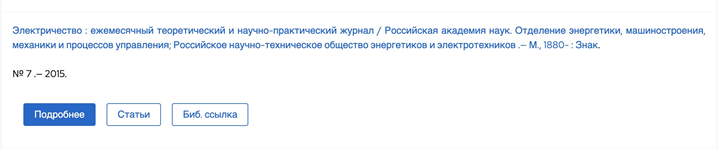 Электричество : ежемесячный теоретический и научно-практический журнал / Российская академия наук. Отделение энергетики, машиностроения,
механики и процессов управления; Российское научно-техническое общество энергетиков и электротехников .– М., 1880- : Знак.
№ 7 .– 2015.
Подробнее Статьи Биб. ссылка